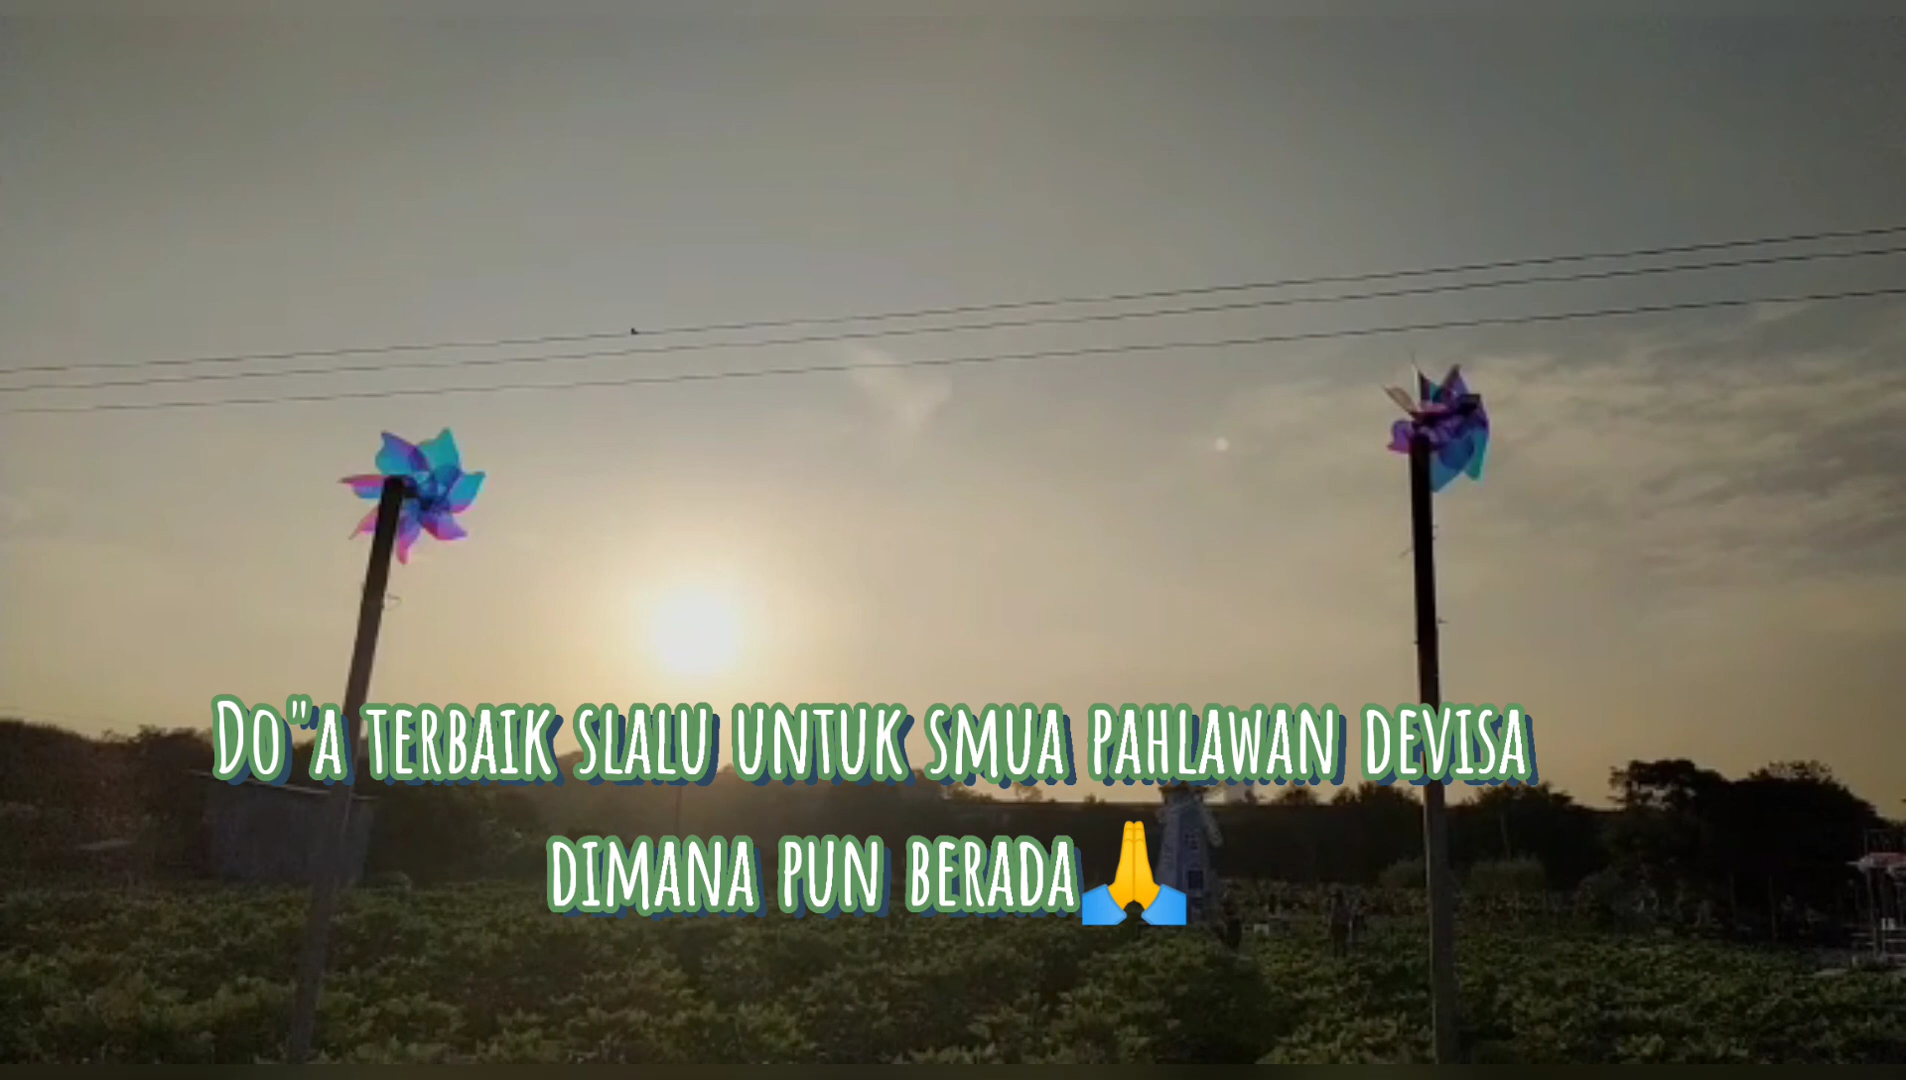 Do"a terbaik slalu untuk smua pahlawan devisa
dimana pun berada🙏